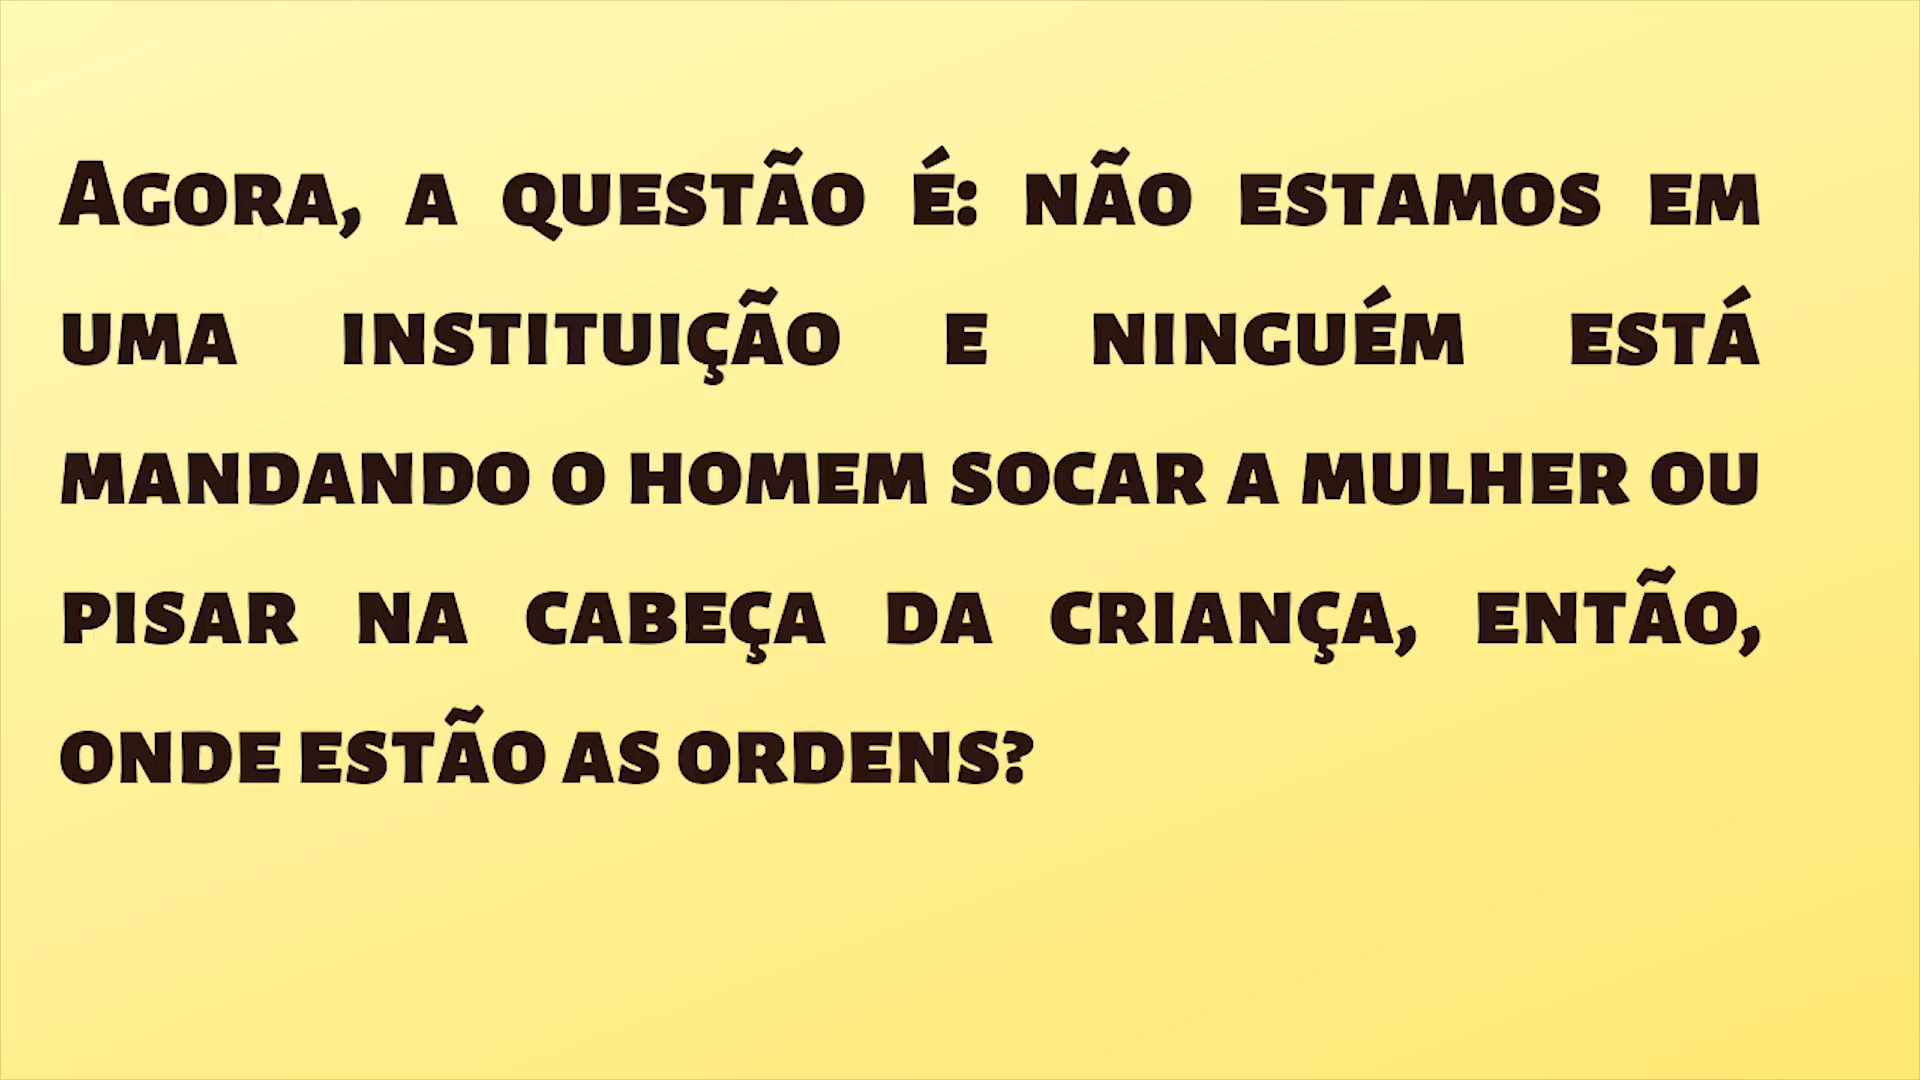 Agora, a questão é: não estamos em
uma instituição e ninguém está
mandando o homem socar a mulher ou
pisar na cabeça da criança, então,
onde estão as ordens?